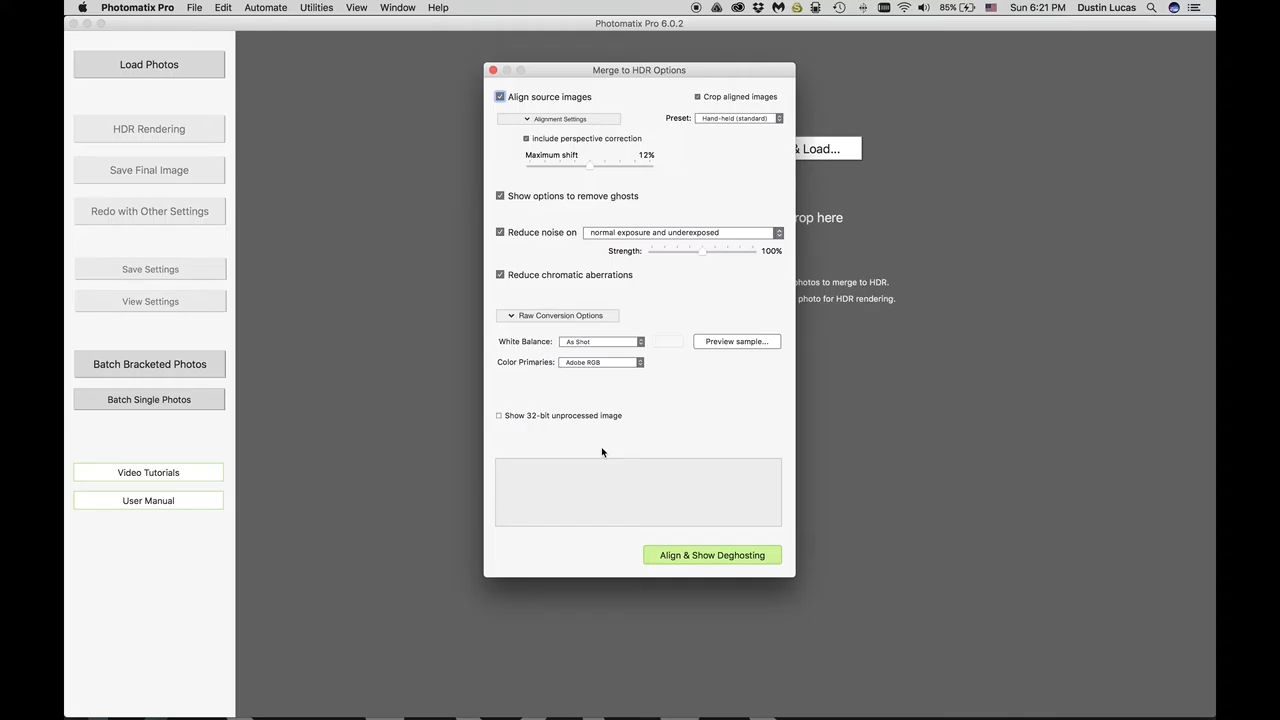 Photomatix Pro File Edit Automate Utilities View Window Help 85% Sun 6:21 PM Dustin Lucas
Photomatix Pro 6.0.2
Load Photos
HDR Rendering
Save Final Image
Redo with Other Settings
Save Settings
View Settings
Batch Bracketed Photos
Batch Single Photos
Video Tutorials
User Manual
Merge to HDR Options
Align source images
Crop aligned images
Alignment Settings
Preset: Hand-held (standard)
include perspective correction
Maximum shift 12%
Show options to remove ghosts
Reduce noise on normal exposure and underexposed
Strength: 100%
Reduce chromatic aberrations
Raw Conversion Options
White Balance: As Shot
Preview sample...
Color Primaries: Adobe RGB
Show 32-bit unprocessed image
Align & Show Deghosting
& Load...
rop here
photos to merge to HDR.
photo for HDR rendering.